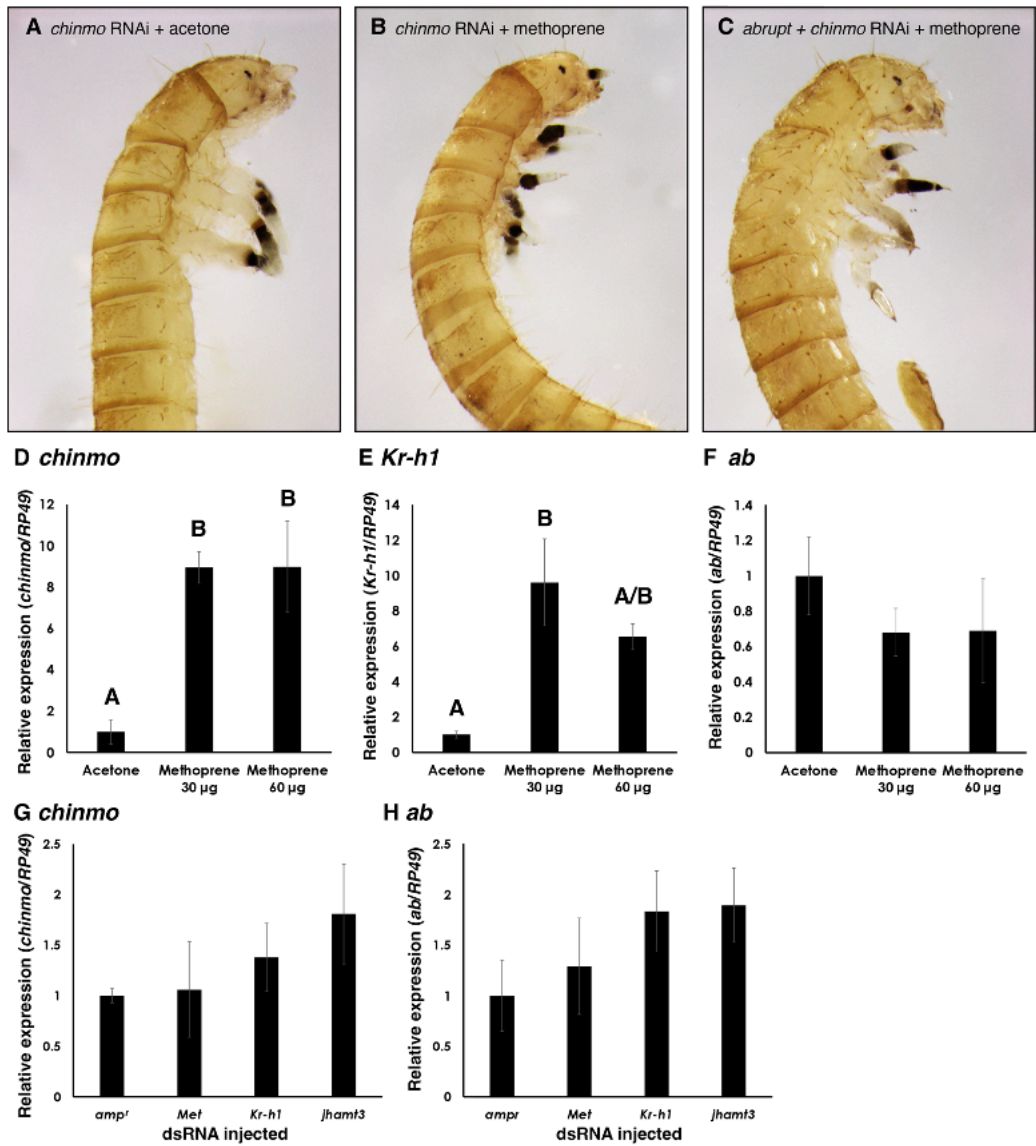 A chinmo RNAi + acetone
B chinmo RNAi + methoprene
C abrupt + chinmo RNAi + methoprene
D chinmo
Relative expression (chinmo/RP49)
12
10
8
6
4
2
0
A
B
B
Acetone
Methoprene 30 µg
Methoprene 60 µg
E Kr-h1
Relative expression (Kr-h1/RP49)
14
12
10
8
6
4
2
0
A
B
A/B
Acetone
Methoprene 30 µg
Methoprene 60 µg
F ab
Relative expression (ab/RP49)
1.4
1.2
1
0.8
0.6
0.4
0.2
0
Acetone
Methoprene 30 µg
Methoprene 60 µg
G chinmo
Relative expression (chinmo/RP49)
2.5
2
1.5
1
0.5
0
ampʳ
Met
Kr-h1
jhamt3
dsRNA injected
H ab
Relative expression (ab/RP49)
2.5
2
1.5
1
0.5
0
ampr
Met
Kr-h1
jhamt3
dsRNA injected